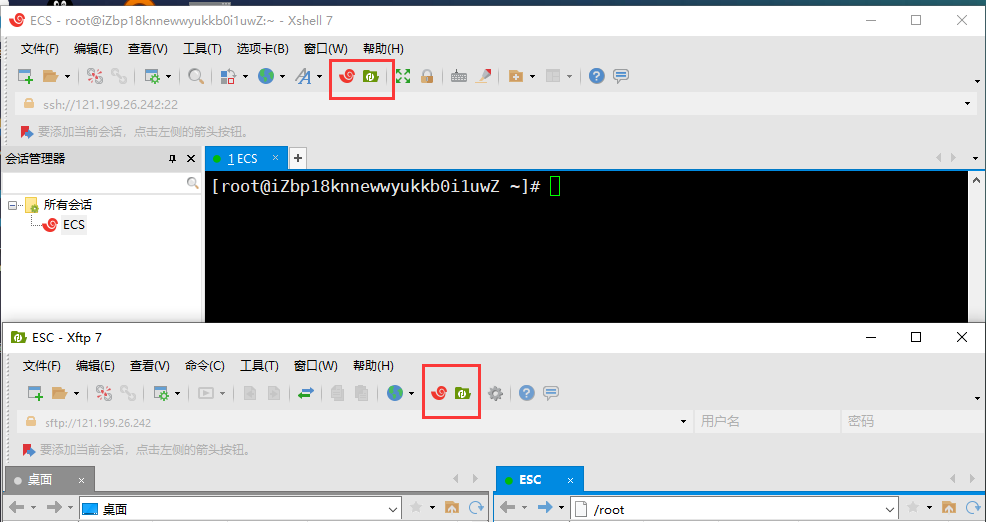 ECS - root@iZbp18knnewwyukkb0i1uwZ:~ - Xshell 7
文件(F) 编辑(E) 查看(V) 工具(T) 选项卡(B) 窗口(W) 帮助(H)
ssh://121.199.26.242:22
要添加当前会话，点击左侧的箭头按钮。
会话管理器
1 ECS
[root@iZbp18knnewwyukkb0i1uwZ ~]#
所有会话
ECS
ESC - Xftp 7
文件(F) 编辑(E) 查看(V) 命令(C) 工具(T) 窗口(W) 帮助(H)
sftp://121.199.26.242 用户名 密码
要添加当前会话，点击左侧的箭头按钮。
桌面 ESC
桌面 /root